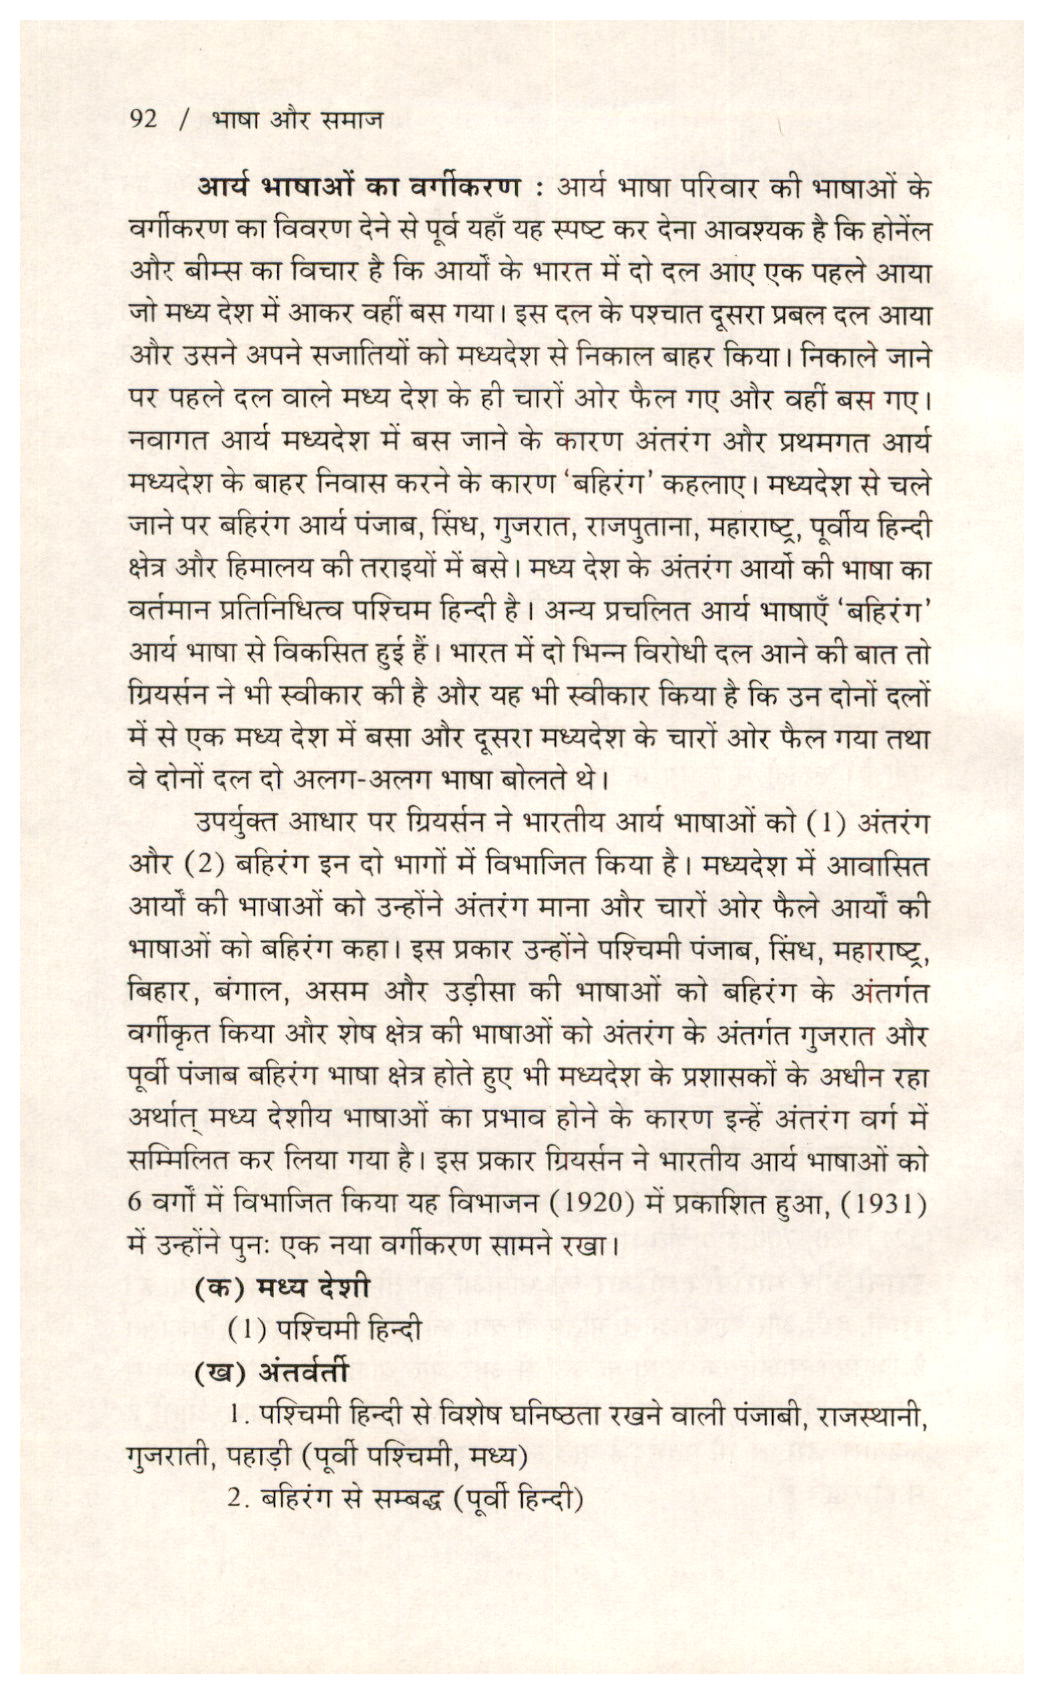 92 / भाषा और समाज
आर्य भाषाओं का वर्गीकरण : आर्य भाषा परिवार की भाषाओं के
वर्गीकरण का विवरण देने से पूर्व यहाँ यह स्पष्ट कर देना आवश्यक है कि होर्नेल
और बीम्स का विचार है कि आर्यों के भारत में दो दल आए एक पहले आया
जो मध्य देश में आकर वहीं बस गया। इस दल के पश्चात दूसरा प्रबल दल आया
और उसने अपने सजातियों को मध्यदेश से निकाल बाहर किया। निकाले जाने
पर पहले दल वाले मध्य देश के ही चारों ओर फैल गए और वहीं बस गए।
नवागत आर्य मध्यदेश में बस जाने के कारण अंतरंग और प्रथमगत आर्य
मध्यदेश के बाहर निवास करने के कारण ‘बहिरंग’ कहलाए। मध्यदेश से चले
जाने पर बहिरंग आर्य पंजाब, सिंध, गुजरात, राजपुताना, महाराष्ट्र, पूर्वीय हिन्दी
क्षेत्र और हिमालय की तराइयों में बसे। मध्य देश के अंतरंग आर्यो की भाषा का
वर्तमान प्रतिनिधित्व पश्चिम हिन्दी है। अन्य प्रचलित आर्य भाषाएँ ‘बहिरंग’
आर्य भाषा से विकसित हुई हैं। भारत में दो भिन्न विरोधी दल आने की बात तो
ग्रियर्सन ने भी स्वीकार की है और यह भी स्वीकार किया है कि उन दोनों दलों
में से एक मध्य देश में बसा और दूसरा मध्यदेश के चारों ओर फैल गया तथा
वे दोनों दल दो अलग-अलग भाषा बोलते थे।
उपर्युक्त आधार पर ग्रियर्सन ने भारतीय आर्य भाषाओं को (1) अंतरंग
और (2) बहिरंग इन दो भागों में विभाजित किया है। मध्यदेश में आवासित
आर्यों की भाषाओं को उन्होंने अंतरंग माना और चारों ओर फैले आर्यों की
भाषाओं को बहिरंग कहा। इस प्रकार उन्होंने पश्चिमी पंजाब, सिंध, महाराष्ट्र,
बिहार, बंगाल, असम और उड़ीसा की भाषाओं को बहिरंग के अंतर्गत
वर्गीकृत किया और शेष क्षेत्र की भाषाओं को अंतरंग के अंतर्गत गुजरात और
पूर्वी पंजाब बहिरंग भाषा क्षेत्र होते हुए भी मध्यदेश के प्रशासकों के अधीन रहा
अर्थात् मध्य देशीय भाषाओं का प्रभाव होने के कारण इन्हें अंतरंग वर्ग में
सम्मिलित कर लिया गया है। इस प्रकार ग्रियर्सन ने भारतीय आर्य भाषाओं को
6 वर्गों में विभाजित किया यह विभाजन (1920) में प्रकाशित हुआ, (1931)
में उन्होंने पुनः एक नया वर्गीकरण सामने रखा।
(क) मध्य देशी
(1) पश्चिमी हिन्दी
(ख) अंतर्वर्ती
1. पश्चिमी हिन्दी से विशेष घनिष्ठता रखने वाली पंजाबी, राजस्थानी,
गुजराती, पहाड़ी (पूर्वी पश्चिमी, मध्य)
2. बहिरंग से सम्बद्ध (पूर्वी हिन्दी)